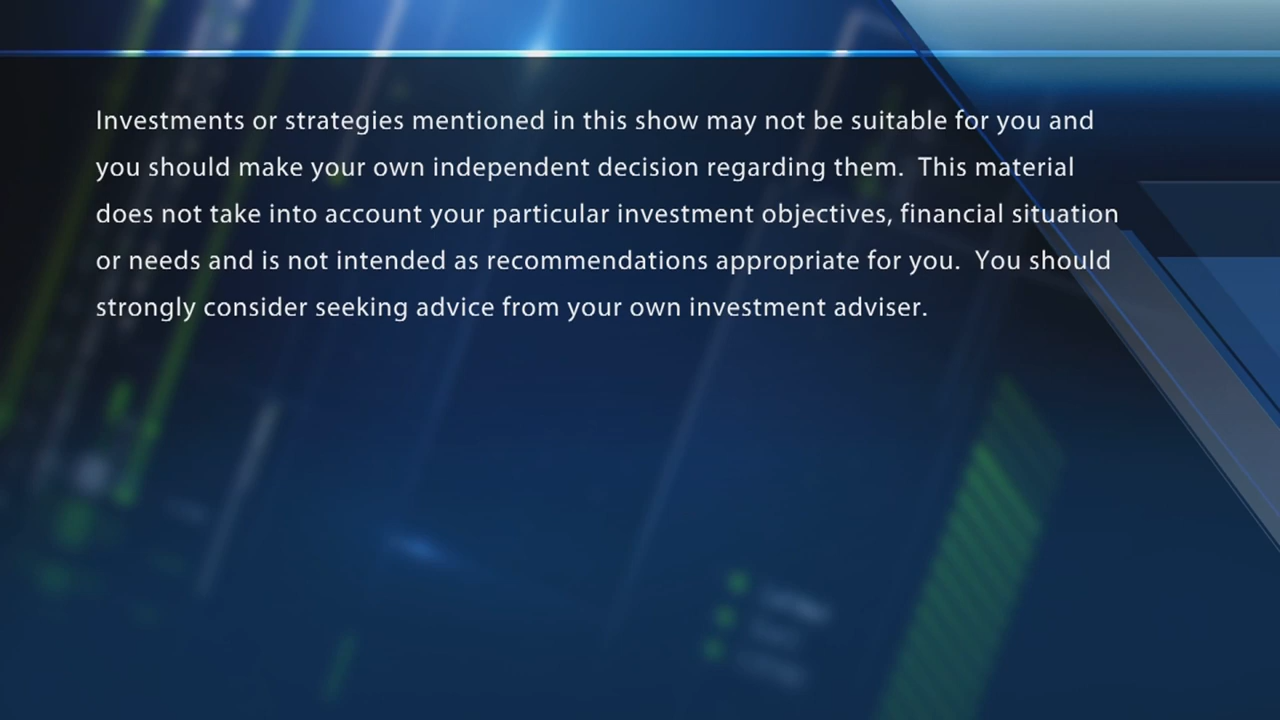 Investments or strategies mentioned in this show may not be suitable for you and
you should make your own independent decision regarding them.  This material
does not take into account your particular investment objectives, financial situation
or needs and is not intended as recommendations appropriate for you.  You should
strongly consider seeking advice from your own investment adviser.